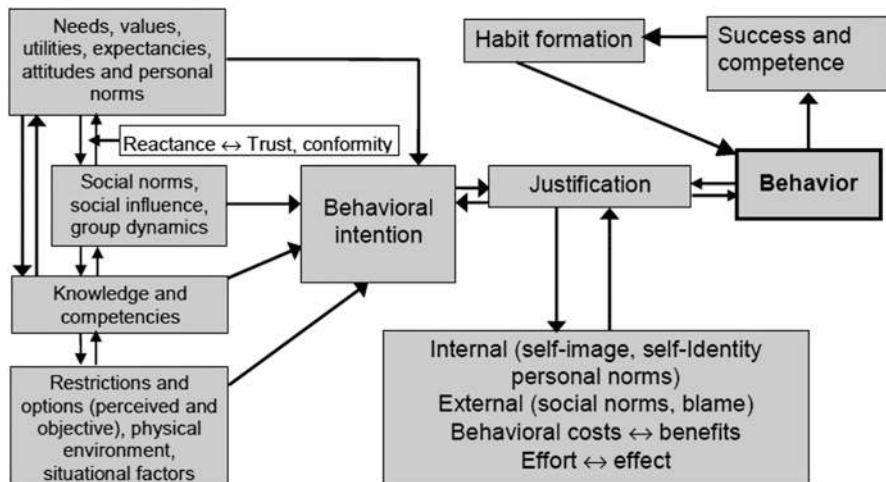 Needs, values,
utilities, expectancies,
attitudes and personal
norms
Reactance ↔ Trust, conformity
Social norms,
social influence,
group dynamics
Knowledge and
competencies
Restrictions and
options (perceived and
objective), physical
environment,
situational factors
Behavioral
intention
Habit formation
Success and
competence
Justification
Behavior
Internal (self-image, self-Identity
personal norms)
External (social norms, blame)
Behavioral costs ↔ benefits
Effort ↔ effect